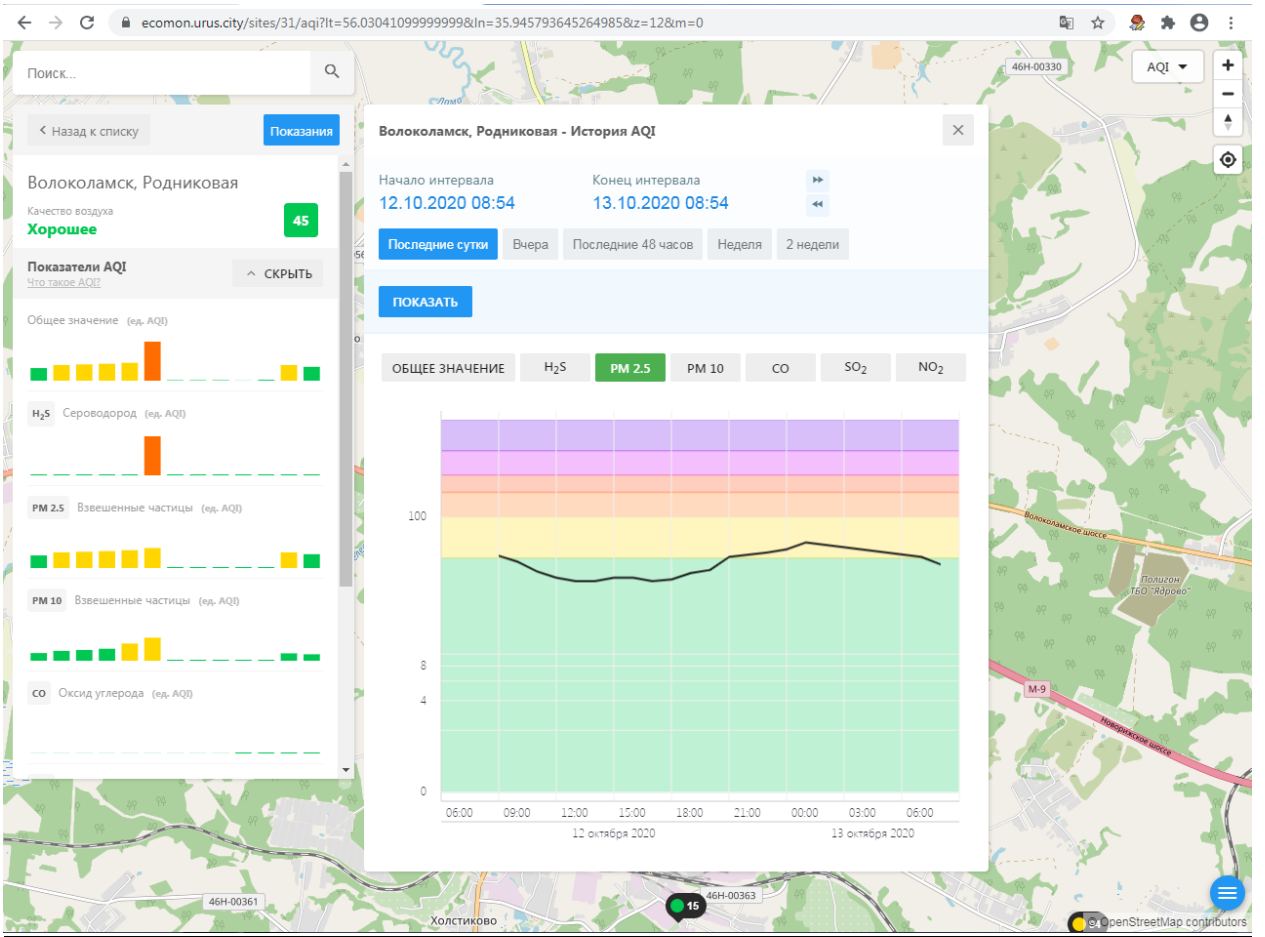 ecomon.urus.city/sites/31/aqi?lt=56.03041099999999&ln=35.945793645264985&z=12&m=0
Поиск...
46Н-00330
AQI
Назад к списку
Показания
Волоколамск, Родниковая - История AQI
Волоколамск, Родниковая
Качество воздуха
Хорошее
45
Начало интервала
Конец интервала
12.10.2020 08:54
13.10.2020 08:54
Последние сутки
Вчера
Последние 48 часов
Неделя
2 недели
Показатели AQI
Что такое AQI?
СКРЫТЬ
ПОКАЗАТЬ
Общее значение (ед. AQI)
ОБЩЕЕ ЗНАЧЕНИЕ
H₂S
PM 2.5
PM 10
CO
SO₂
NO₂
H₂S Сероводород (ед. AQI)
PM 2.5 Взвешенные частицы (ед. AQI)
PM 10 Взвешенные частицы (ед. AQI)
CO Оксид углерода (ед. AQI)
100
8
4
0
06:00 09:00 12:00 15:00 18:00 21:00 00:00 03:00 06:00
12 октября 2020
13 октября 2020
Волоколамское шоссе
Полигон
ТБО "Ядрово"
М-9
Новорижское шоссе
46Н-00361
46Н-00363
15
Холстиково
© OpenStreetMap contributors